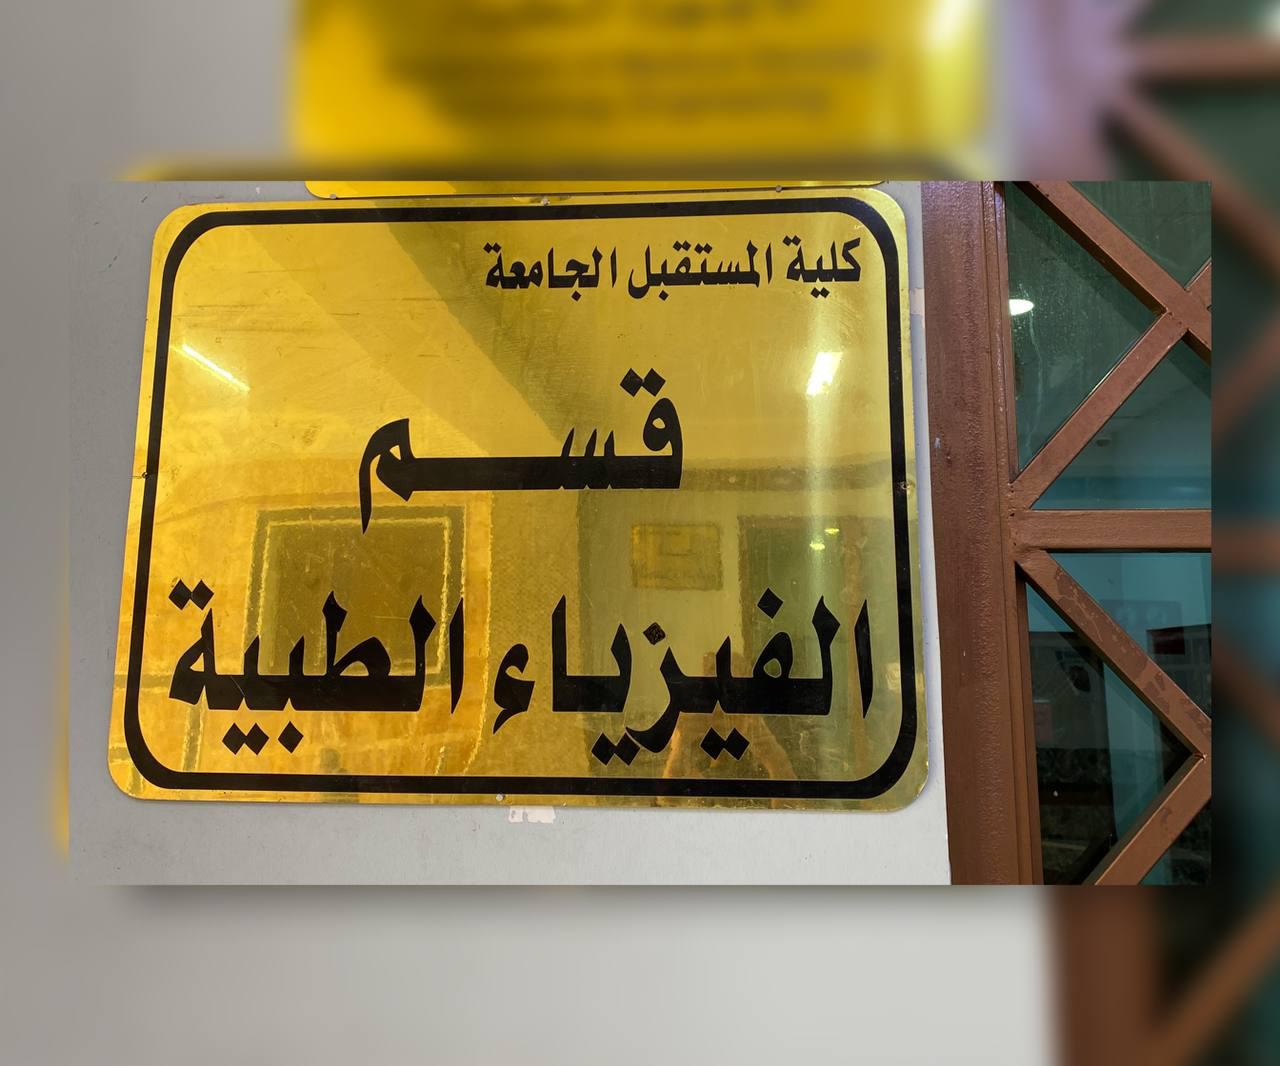 كلية المستقبل الجامعة
قسم
الفيزياء الطبية